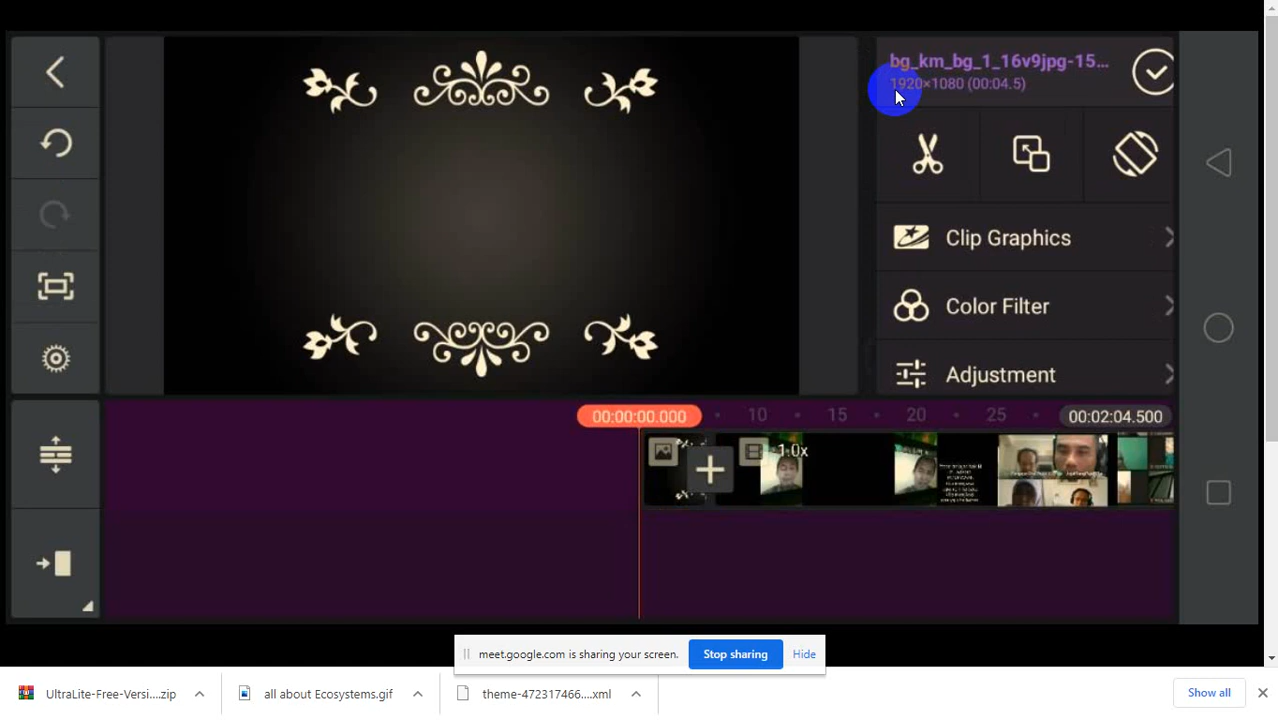 bg_km_bg_1_16v9jpg-15...
1920×1080 (00:04.5)
Clip Graphics
Color Filter
Adjustment
00:00:00.000
10
15
20
25
00:02:04.500
1.0x
meet.google.com is sharing your screen.
Stop sharing
Hide
UltraLite-Free-Versi....zip
all about Ecosystems.gif
theme-472317466....xml
Show all